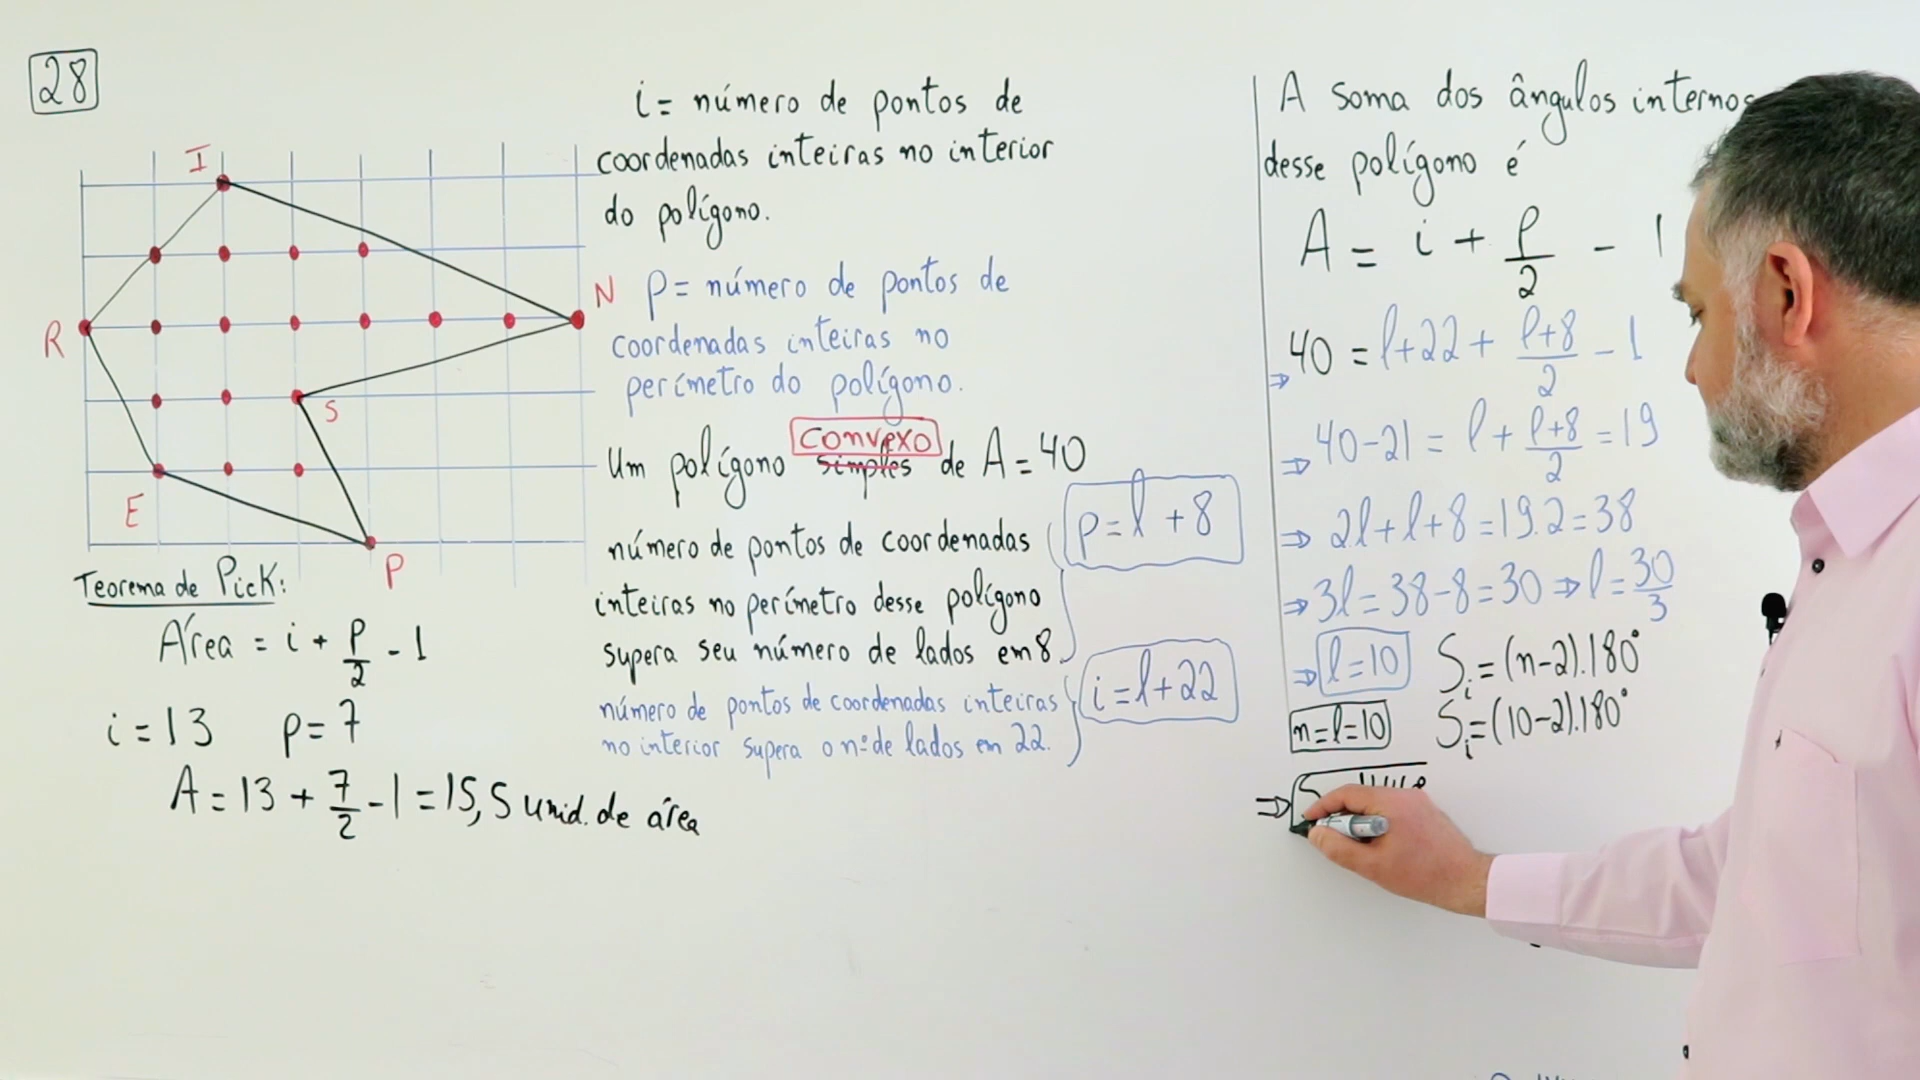 28
I
R
N
S
E
P
Teorema de Pick:
Área = i + p/2 - 1
i = 13 p = 7
A = 13 + 7/2 - 1 = 15,5 unid. de área
i = número de pontos de
coordenadas inteiras no interior
do polígono.
p = número de pontos de
coordenadas inteiras no
perímetro do polígono.
convexo
Um polígono simples de A = 40
número de pontos de coordenadas
inteiras no perímetro desse polígono
supera seu número de lados em 8
p = l + 8
número de pontos de coordenadas inteiras
no interior supera o nº de lados em 22.
i = l + 22
A soma dos ângulos internos
desse polígono é
A = i + p/2 - 1
⇒ 40 = l + 22 + (l+8)/2 - 1
⇒ 40 - 21 = l + (l+8)/2 = 19
⇒ 2l + l + 8 = 19.2 = 38
⇒ 3l = 38 - 8 = 30 ⇒ l = 30/3
⇒ l = 10 Si = (n-2).180°
n = l = 10 Si = (10-2).180°
⇒ S